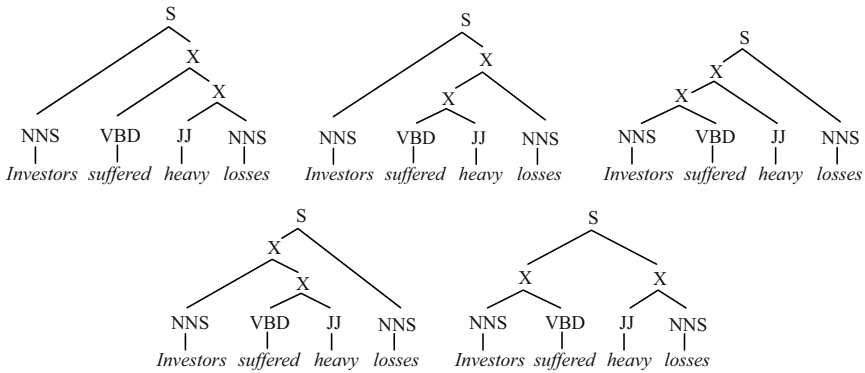 S S
S
X X
X
X X X
NNS VBD JJ NNS NNS VBD JJ NNS NNS VBD JJ NNS
Investors suffered heavy losses Investors suffered heavy losses Investors suffered heavy losses
S S
X
X X X
NNS VBD JJ NNS NNS VBD JJ NNS
Investors suffered heavy losses Investors suffered heavy losses